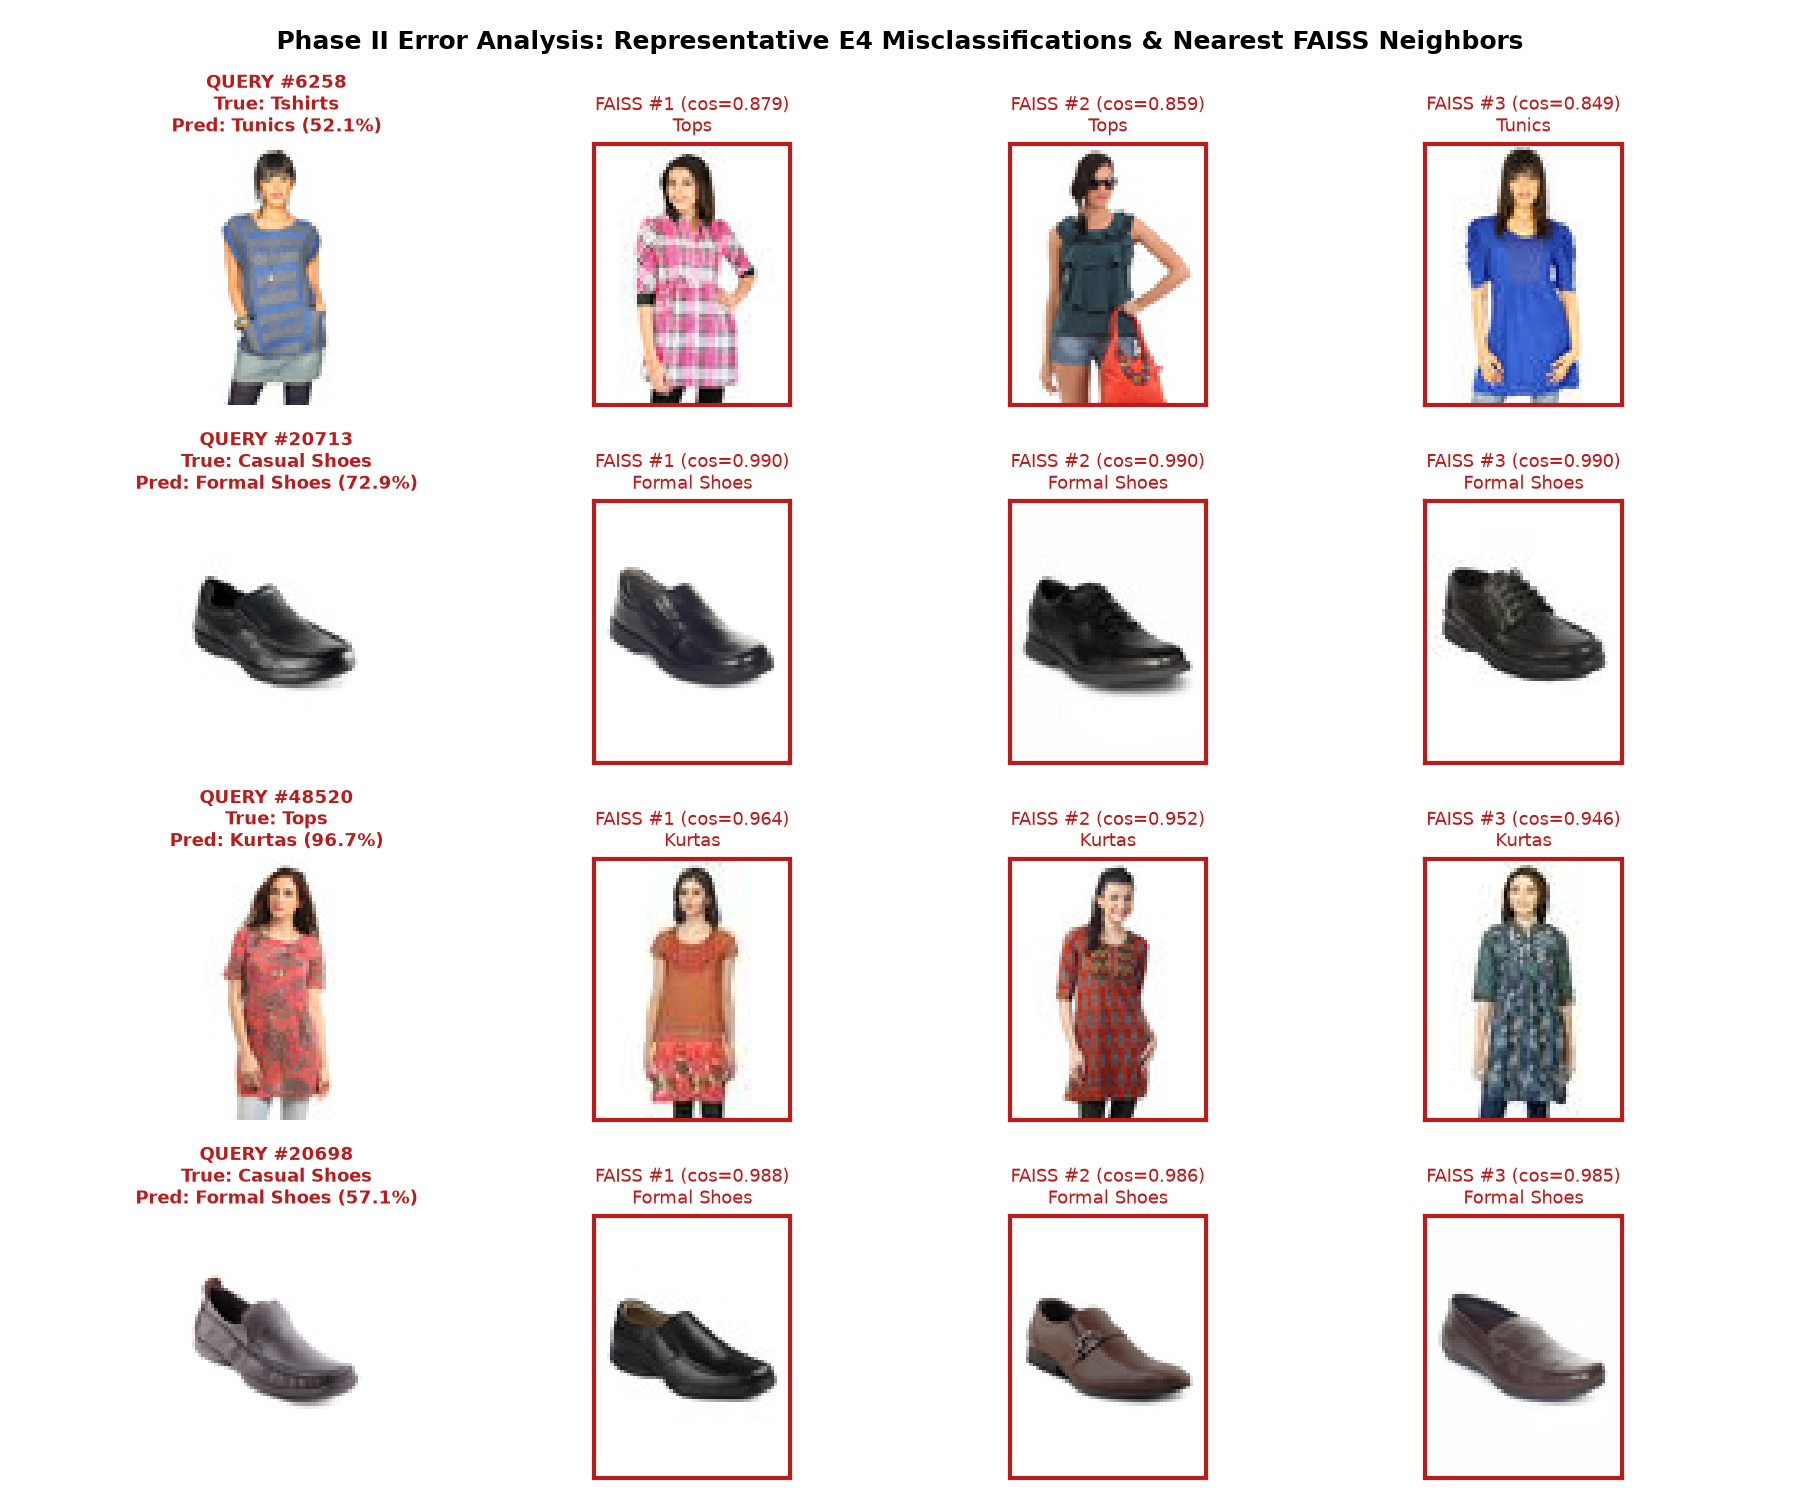 Phase II Error Analysis: Representative E4 Misclassifications & Nearest FAISS Neighbors
QUERY #6258
True: Tshirts
Pred: Tunics (52.1%)
FAISS #1 (cos=0.879)
Tops
FAISS #2 (cos=0.859)
Tops
FAISS #3 (cos=0.849)
Tunics
QUERY #20713
True: Casual Shoes
Pred: Formal Shoes (72.9%)
FAISS #1 (cos=0.990)
Formal Shoes
FAISS #2 (cos=0.990)
Formal Shoes
FAISS #3 (cos=0.990)
Formal Shoes
QUERY #48520
True: Tops
Pred: Kurtas (96.7%)
FAISS #1 (cos=0.964)
Kurtas
FAISS #2 (cos=0.952)
Kurtas
FAISS #3 (cos=0.946)
Kurtas
QUERY #20698
True: Casual Shoes
Pred: Formal Shoes (57.1%)
FAISS #1 (cos=0.988)
Formal Shoes
FAISS #2 (cos=0.986)
Formal Shoes
FAISS #3 (cos=0.985)
Formal Shoes